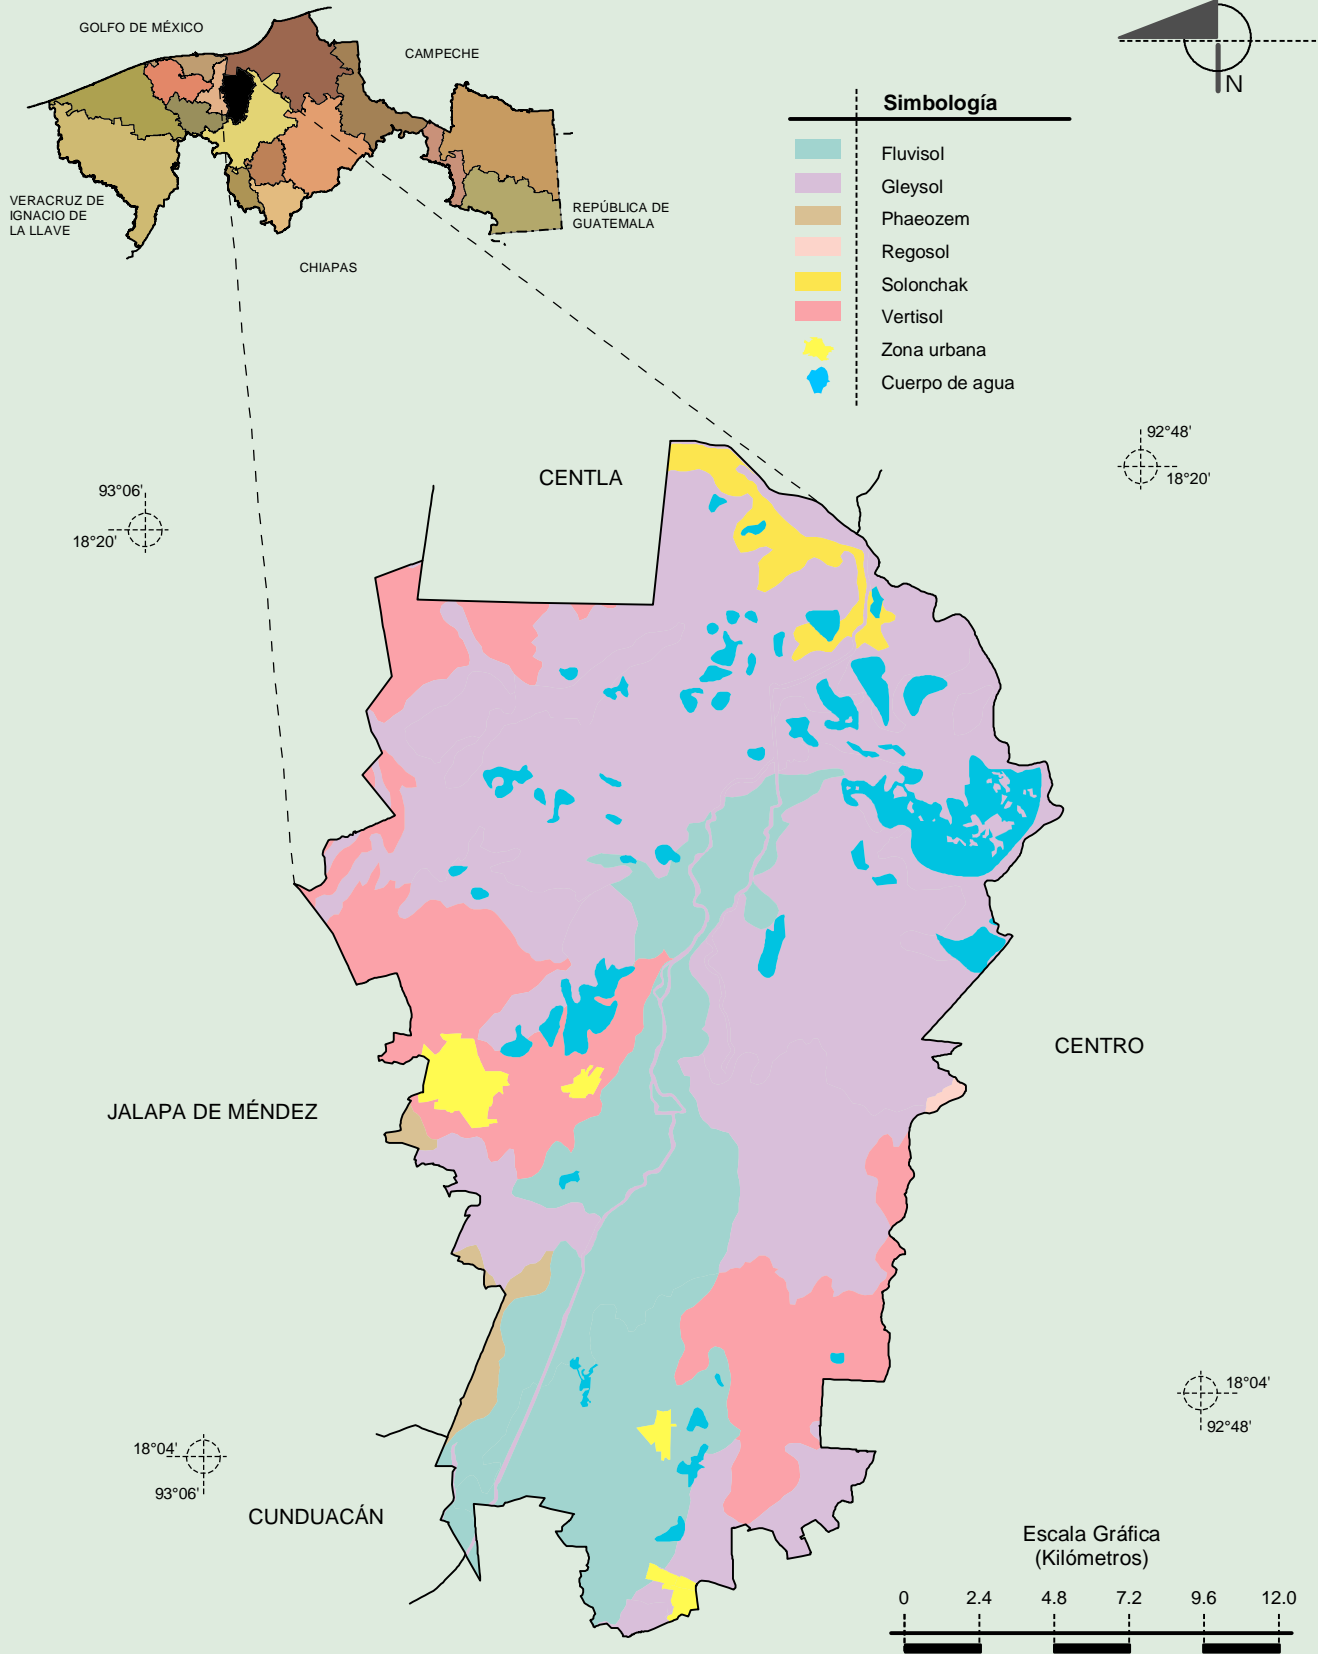 GOLFO DE MÉXICO
CAMPECHE
VERACRUZ DE
IGNACIO DE
LA LLAVE
REPÚBLICA DE
GUATEMALA
CHIAPAS
N
Simbología
Fluvisol
Gleysol
Phaeozem
Regosol
Solonchak
Vertisol
Zona urbana
Cuerpo de agua
92°48'
18°20'
93°06'
18°20'
CENTLA
CENTRO
JALAPA DE MÉNDEZ
18°04'
92°48'
18°04'
93°06'
CUNDUACÁN
Escala Gráfica
(Kilómetros)
0 2.4 4.8 7.2 9.6 12.0